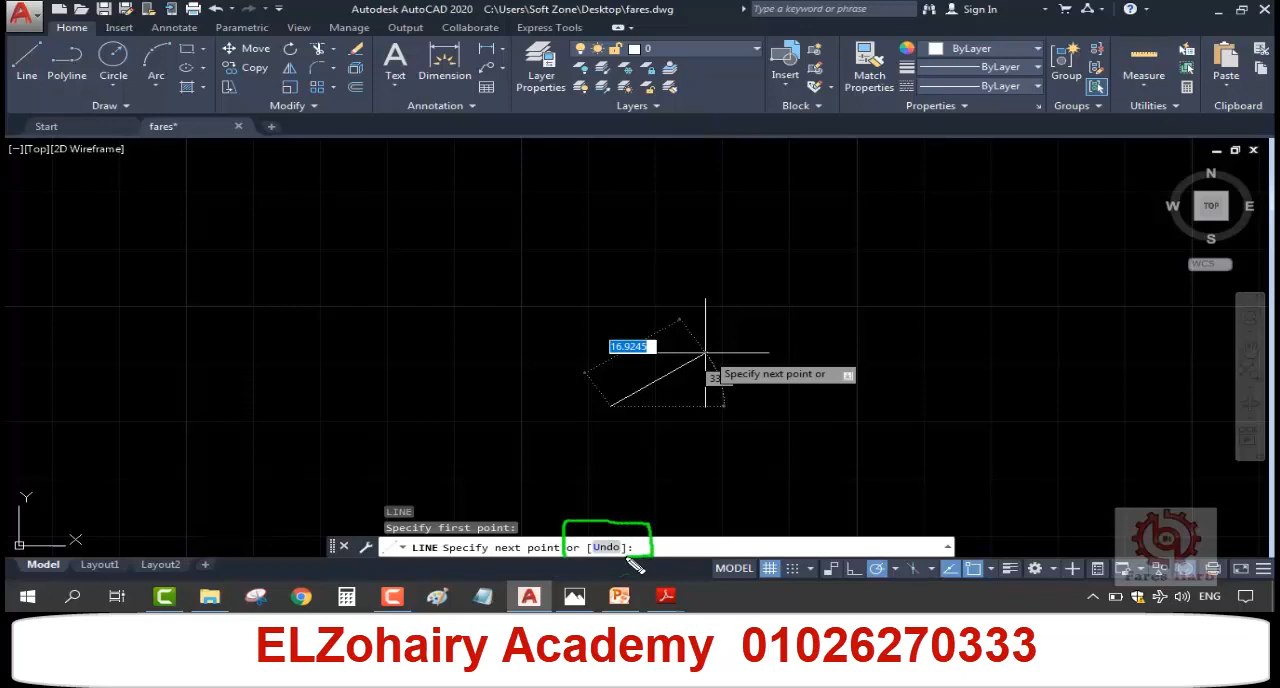 Autodesk AutoCAD 2020 C:\Users\Soft Zone\Desktop\fares.dwg
Type a keyword or phrase
Sign In
Home Insert Annotate Parametric View Manage Output Collaborate Express Tools
Line Polyline Circle Arc
Move
Copy
Text Dimension
Layer
Properties
0
Insert
Match
Properties
ByLayer
ByLayer
ByLayer
Group
Measure
Paste
Draw Modify Annotation Layers Block Properties Groups Utilities Clipboard
Start fares*
[−][Top][2D Wireframe]
N
W TOP E
S
WCS
16.9245
33
Specify next point or
Y
X
LINE
Specify first point:
LINE Specify next point or [Undo]:
Model Layout1 Layout2 +
MODEL
Fares Harb
ENG
ELZohairy Academy 01026270333